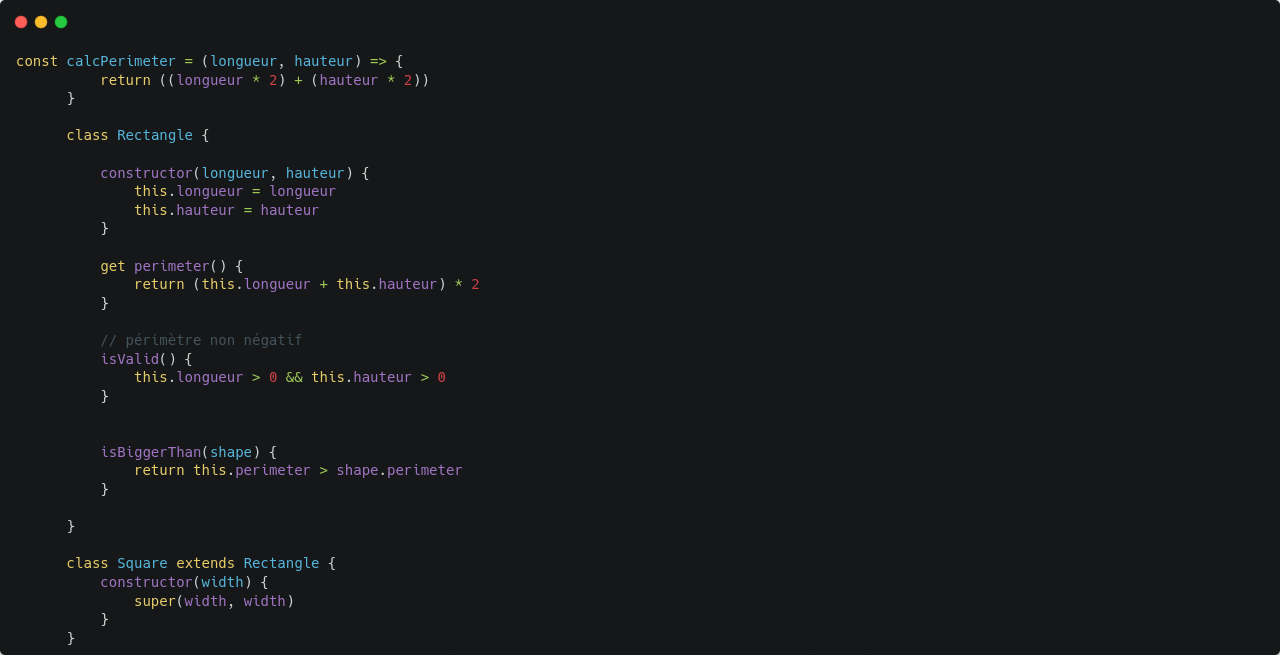 const calcPerimeter = (longueur, hauteur) => {
          return ((longueur * 2) + (hauteur * 2))
      }

      class Rectangle {

          constructor(longueur, hauteur) {
              this.longueur = longueur
              this.hauteur = hauteur
          }

          get perimeter() {
              return (this.longueur + this.hauteur) * 2
          }

          // périmètre non négatif
          isValid() {
              this.longueur > 0 && this.hauteur > 0
          }


          isBiggerThan(shape) {
              return this.perimeter > shape.perimeter
          }

      }

      class Square extends Rectangle {
          constructor(width) {
              super(width, width)
          }
      }